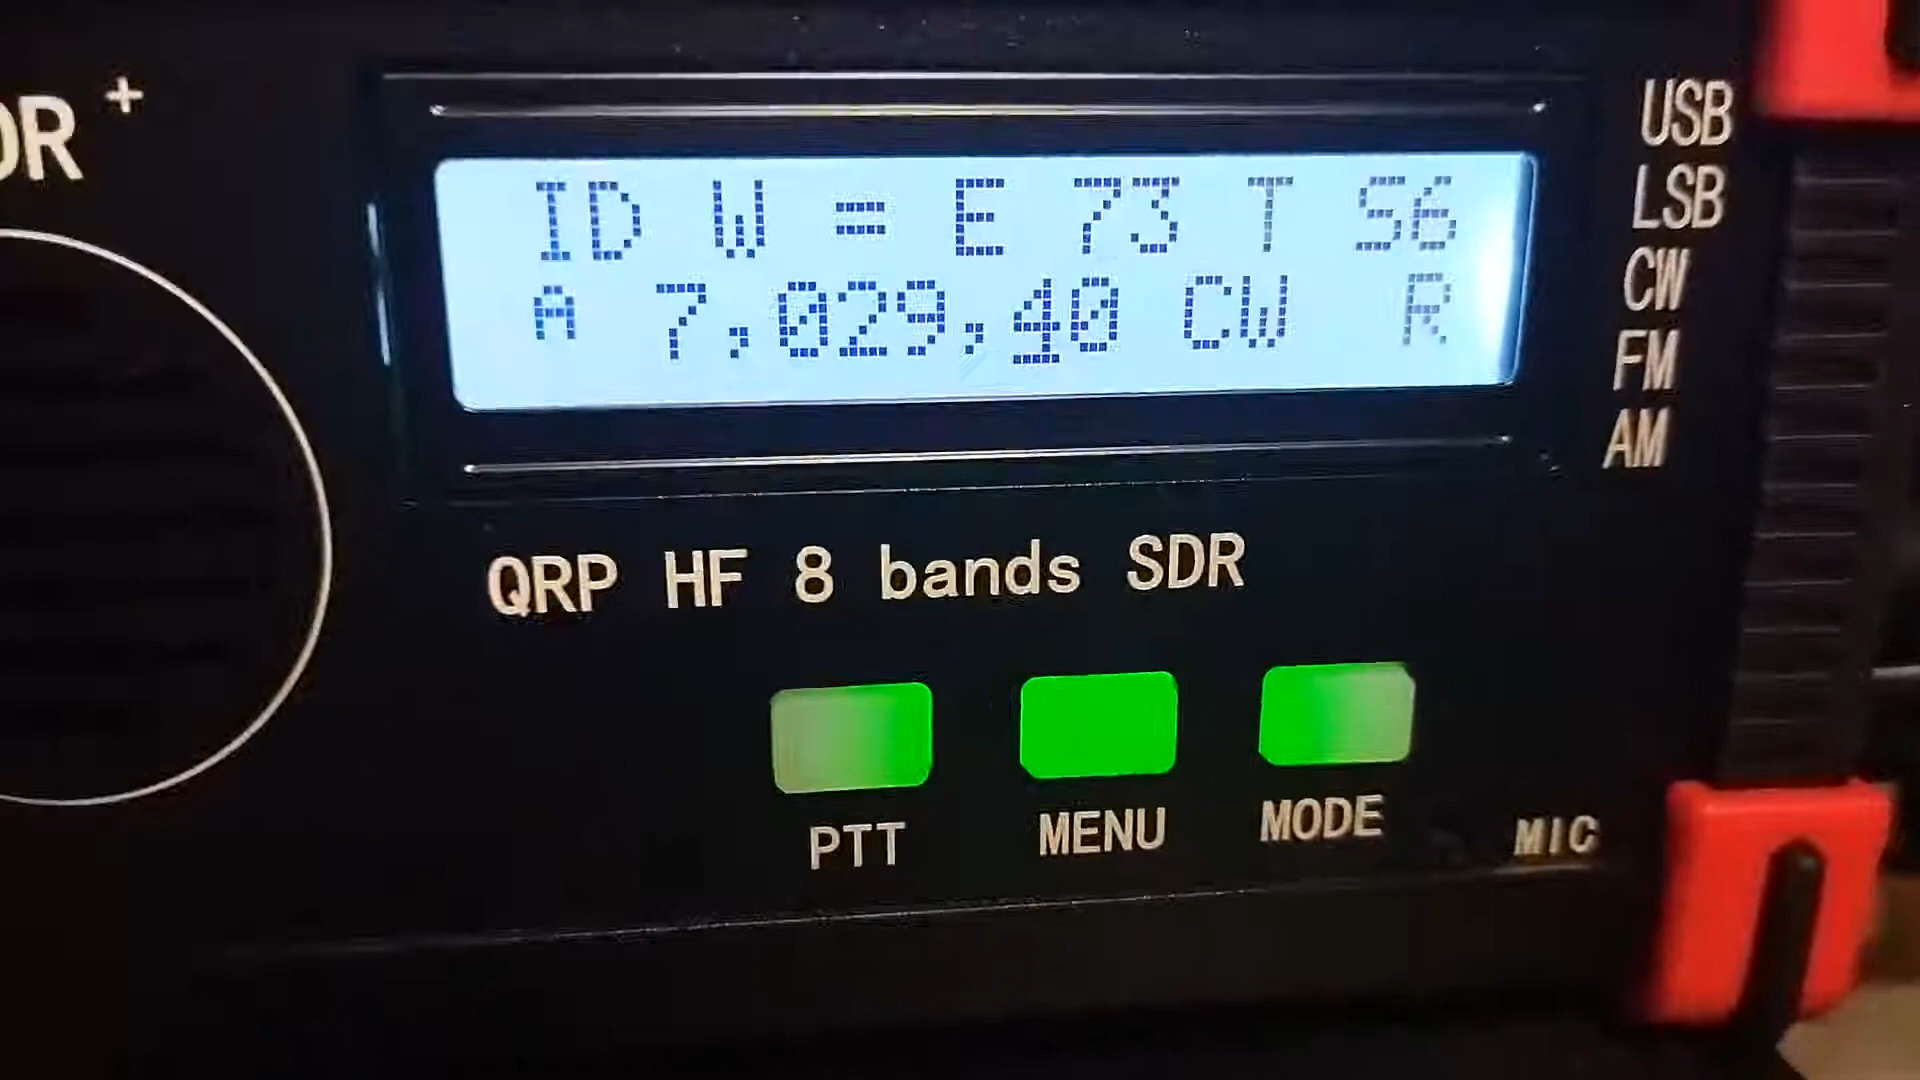 DR +
ID W = E 73 T S6
A 7,029,40 CW R
USB
LSB
CW
FM
AM
QRP HF 8 bands SDR
PTT MENU MODE MIC